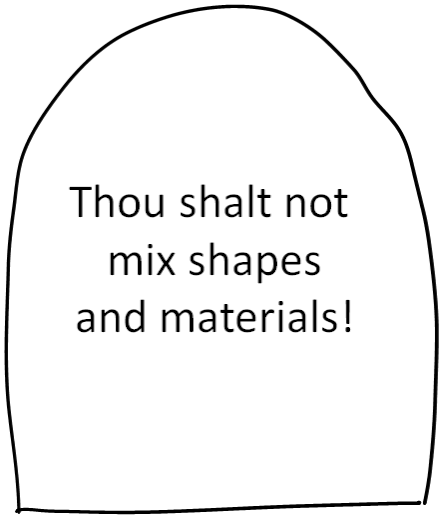 Thou shalt not
mix shapes
and materials!